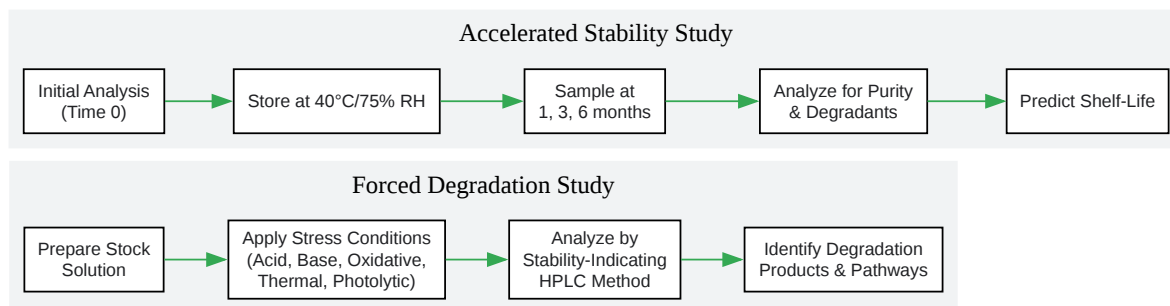 Accelerated Stability Study
Initial Analysis
(Time 0)
Store at 40°C/75% RH
Sample at
1, 3, 6 months
Analyze for Purity
& Degradants
Predict Shelf-Life
Forced Degradation Study
Prepare Stock
Solution
Apply Stress Conditions
(Acid, Base, Oxidative,
Thermal, Photolytic)
Analyze by
Stability-Indicating
HPLC Method
Identify Degradation
Products & Pathways